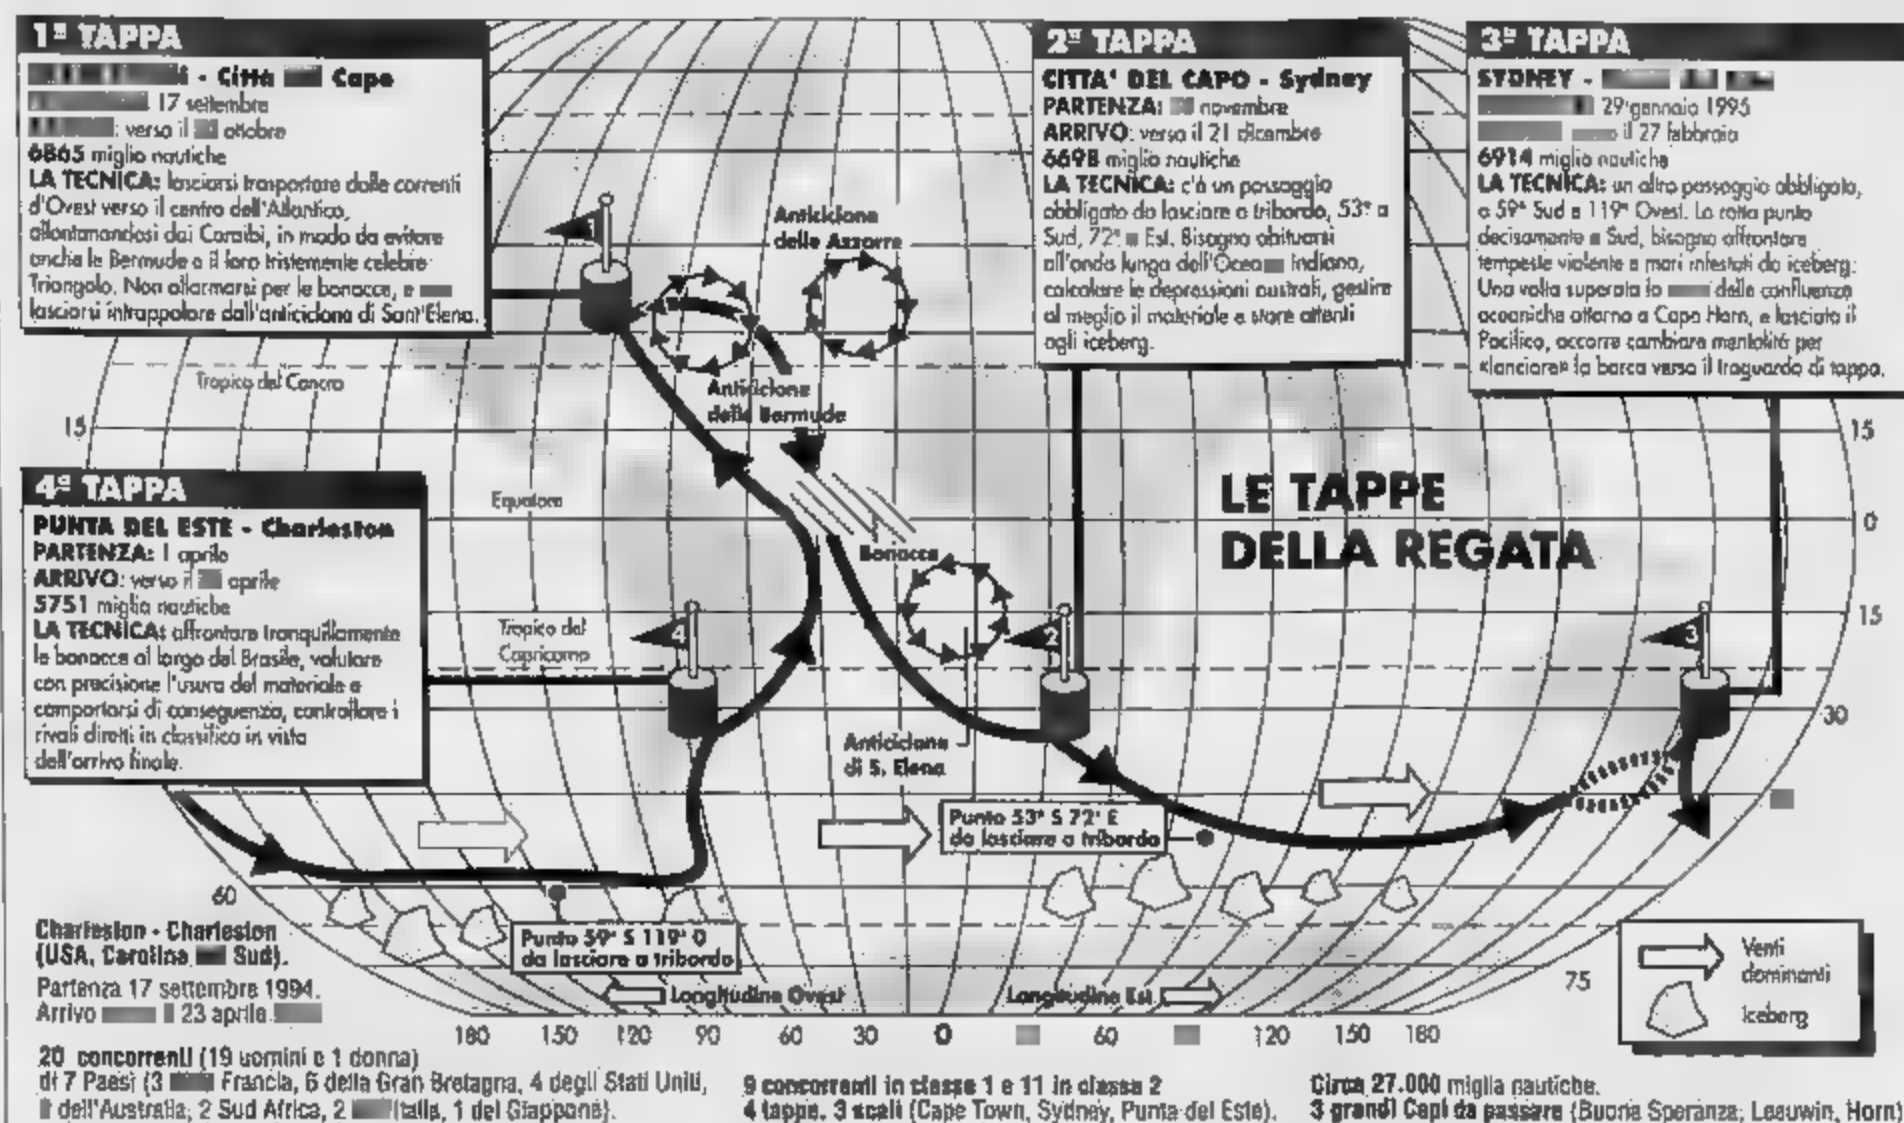 1ª TAPPA
- Città Capo
17 settembre
: verso il ottobre
6865 miglia nautiche
LA TECNICA: lasciarsi trasportare dalle correnti
d'Ovest verso il centro dell'Atlantico,
allontanandosi dai Caraibi, in modo da evitare
anche le Bermude e il loro tristemente celebre
Triangolo. Non allarmarsi per le bonacce, e
lasciarsi intrappolare dall'anticiclone di Sant'Elena.
2ª TAPPA
CITTA' DEL CAPO - Sydney
PARTENZA: novembre
ARRIVO: verso il 21 dicembre
6698 miglia nautiche
LA TECNICA: c'è un passaggio
obbligato da lasciare a tribordo, 53° a
Sud, 72° Est. Bisogna abituarsi
all'onda lunga dell'Ocea Indiano,
calcolare le depressioni australi, gestire
al meglio il materiale e stare attenti
agli iceberg.
3ª TAPPA
SYDNEY -
29 gennaio 1995
il 27 febbraio
6914 miglia nautiche
LA TECNICA: un altro passaggio obbligato,
a 59° Sud e 119° Ovest. La rotta punta
decisamente a Sud, bisogna affrontare
tempeste violente e mari infestati da iceberg:
Una volta superata la delle confluenze
oceaniche attorno a Capo Horn, e lasciato il
Pacifico, occorre cambiare mentalità per
«lanciare» la barca verso il traguardo di tappa.
4ª TAPPA
PUNTA DEL ESTE - Charleston
PARTENZA: 1 aprile
ARRIVO: verso il aprile
5751 miglia nautiche
LA TECNICA: affrontare tranquillamente
le bonacce al largo del Brasile, valutare
con precisione l'usura del materiale e
comportarsi di conseguenza, controllare i
rivali diretti in classifica in vista
dell'arrivo finale.
LE TAPPE
DELLA REGATA
1
Anticiclone
delle Azzorre
Anticiclone
delle Bermude
Tropico del Cancro
15
15
Equatore
0
Bonacce
Tropico del
Capricorno
15
4
2
3
30
Anticiclone
di S. Elena
Punto 53° S 72° E
da lasciare a tribordo
60
Punto 59° S 119° O
da lasciare a tribordo
75
Longitudine Ovest
Longitudine Est
180 150 120 90 60 30 0 60 120 150 180
Venti
dominanti
Iceberg
Charleston - Charleston
(USA, Carolina Sud).
Partenza 17 settembre 1994.
Arrivo 23 aprile
20 concorrenti (19 uomini e 1 donna)
di 7 Paesi (3 Francia, 6 della Gran Bretagna, 4 degli Stati Uniti,
dell'Australia, 2 Sud Africa, 2 Italia, 1 del Giappone).
9 concorrenti in classe 1 e 11 in classe 2
4 tappe. 3 scali (Cape Town, Sydney, Punta del Este).
Circa 27.000 miglia nautiche.
3 grandi Capi da passare (Buona Speranza, Leeuwin, Horn)